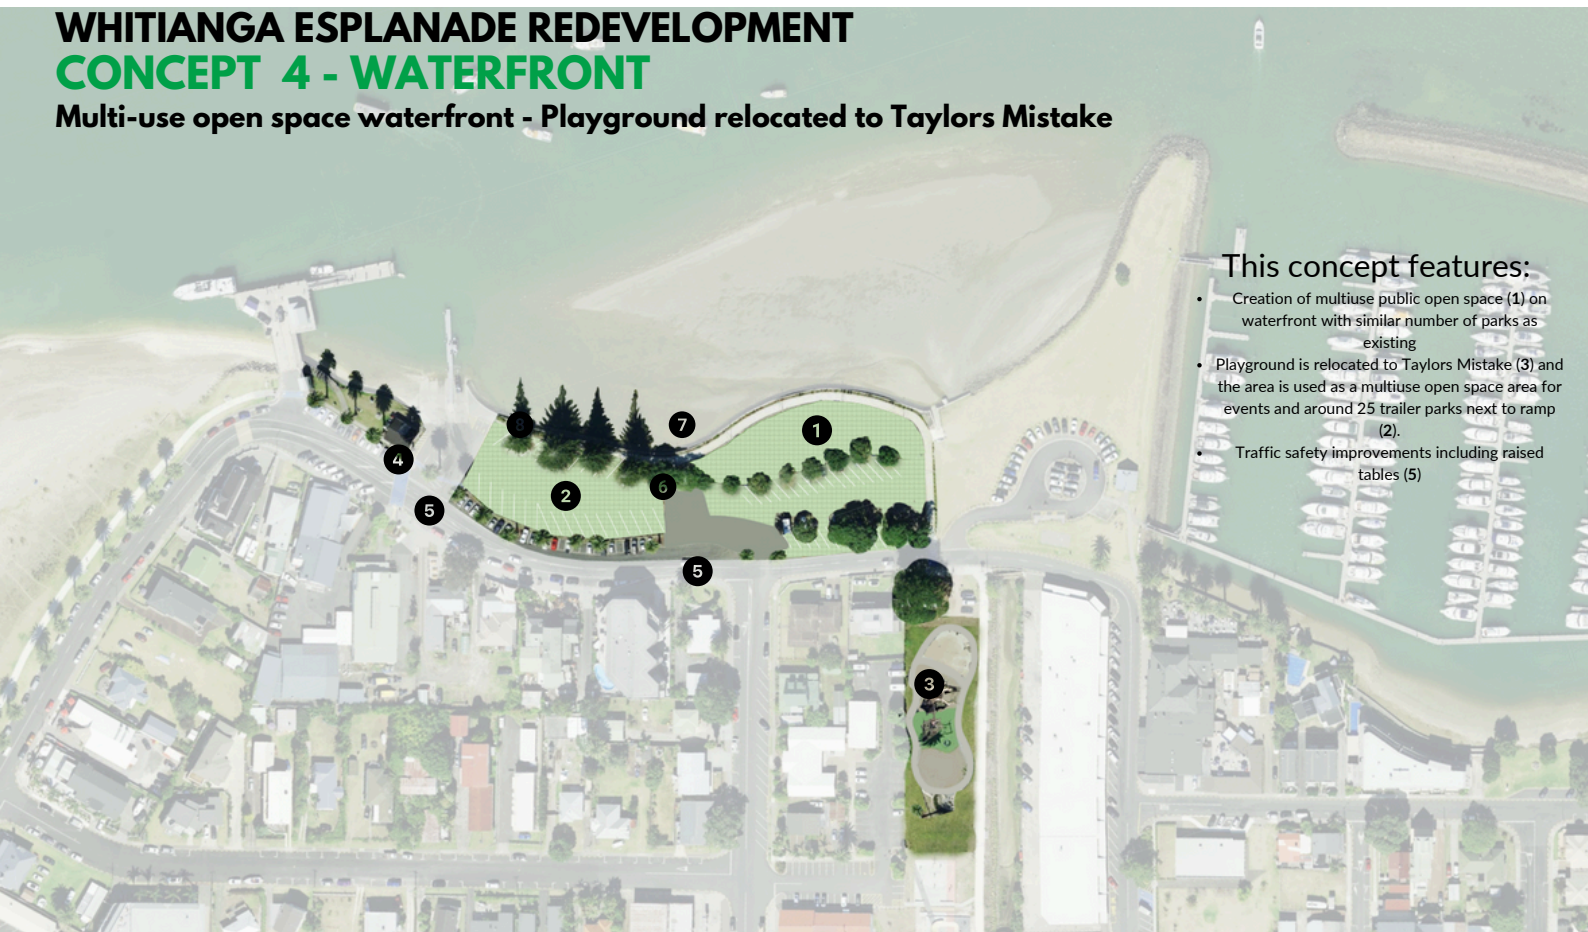 WHITIANGA ESPLANADE REDEVELOPMENT
CONCEPT 4 - WATERFRONT
Multi-use open space waterfront - Playground relocated to Taylors Mistake
This concept features:
• Creation of multiuse public open space (1) on
waterfront with similar number of parks as
existing
• Playground is relocated to Taylors Mistake (3) and
the area is used as a multiuse open space area for
events and around 25 trailer parks next to ramp
(2).
• Traffic safety improvements including raised
tables (5)
8
7
1
4
6
2
5
5
3